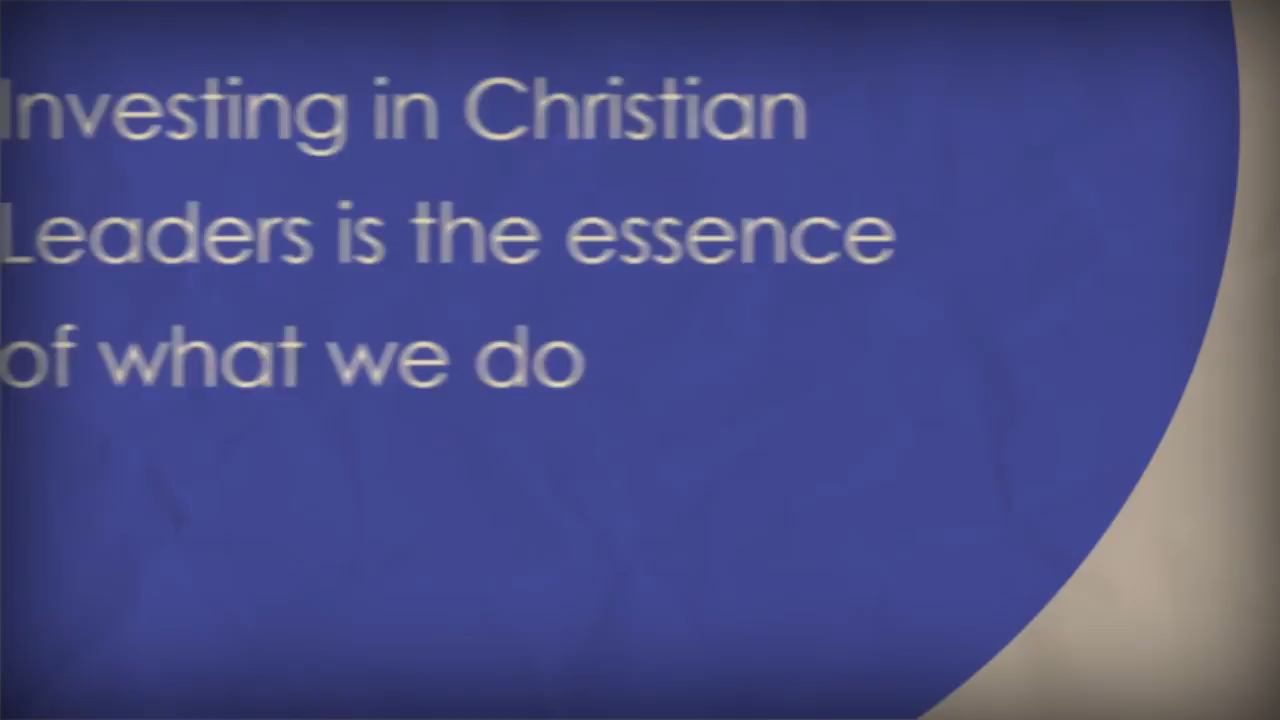 Investing in Christian
Leaders is the essence
of what we do